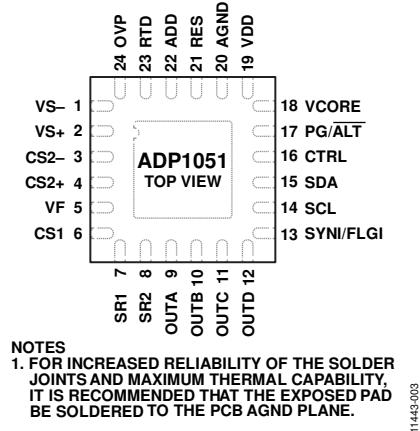 24 OVP
23 RTD
22 ADD
21 RES
20 AGND
19 VDD
VS– 1
VS+ 2
CS2– 3
CS2+ 4
VF 5
CS1 6
ADP1051
TOP VIEW
18 VCORE
17 PG/ALT
16 CTRL
15 SDA
14 SCL
13 SYNI/FLGI
SR1 7
SR2 8
OUTA 9
OUTB 10
OUTC 11
OUTD 12
NOTES
1. FOR INCREASED RELIABILITY OF THE SOLDER
JOINTS AND MAXIMUM THERMAL CAPABILITY,
IT IS RECOMMENDED THAT THE EXPOSED PAD
BE SOLDERED TO THE PCB AGND PLANE.
11443-003